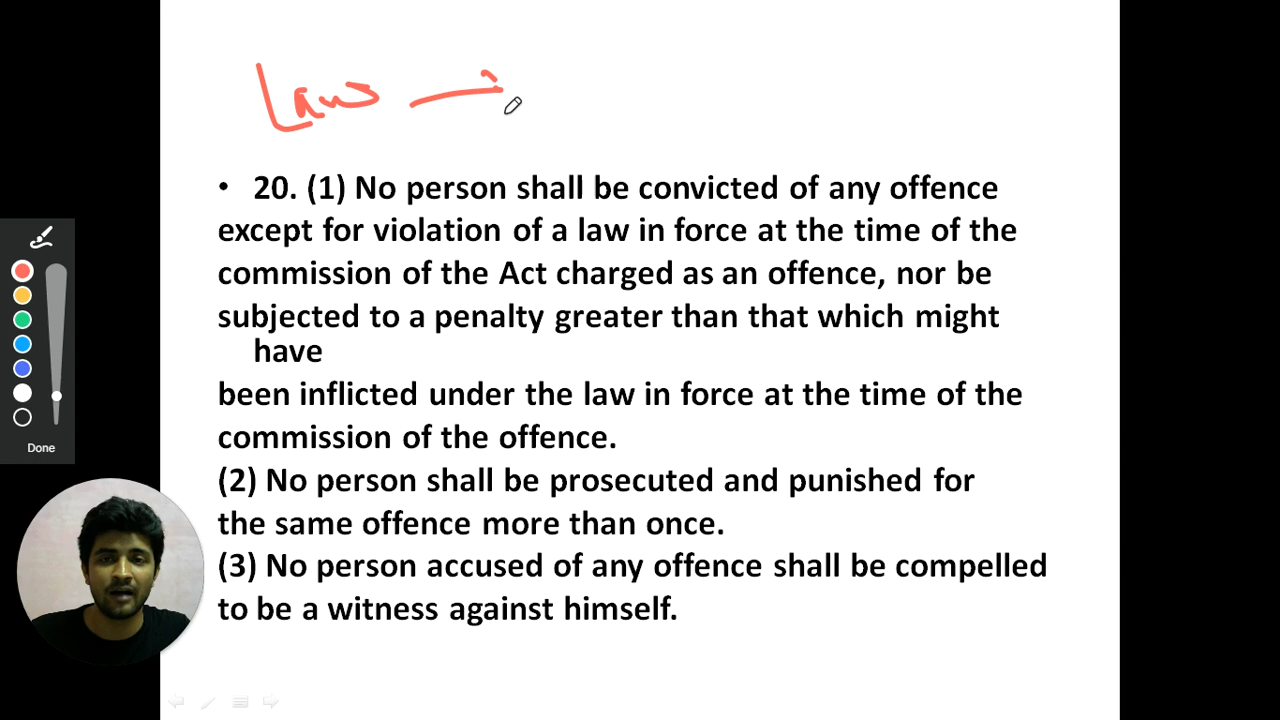 Laws →
• 20. (1) No person shall be convicted of any offence
except for violation of a law in force at the time of the
commission of the Act charged as an offence, nor be
subjected to a penalty greater than that which might
have
been inflicted under the law in force at the time of the
commission of the offence.
(2) No person shall be prosecuted and punished for
the same offence more than once.
(3) No person accused of any offence shall be compelled
to be a witness against himself.
Done